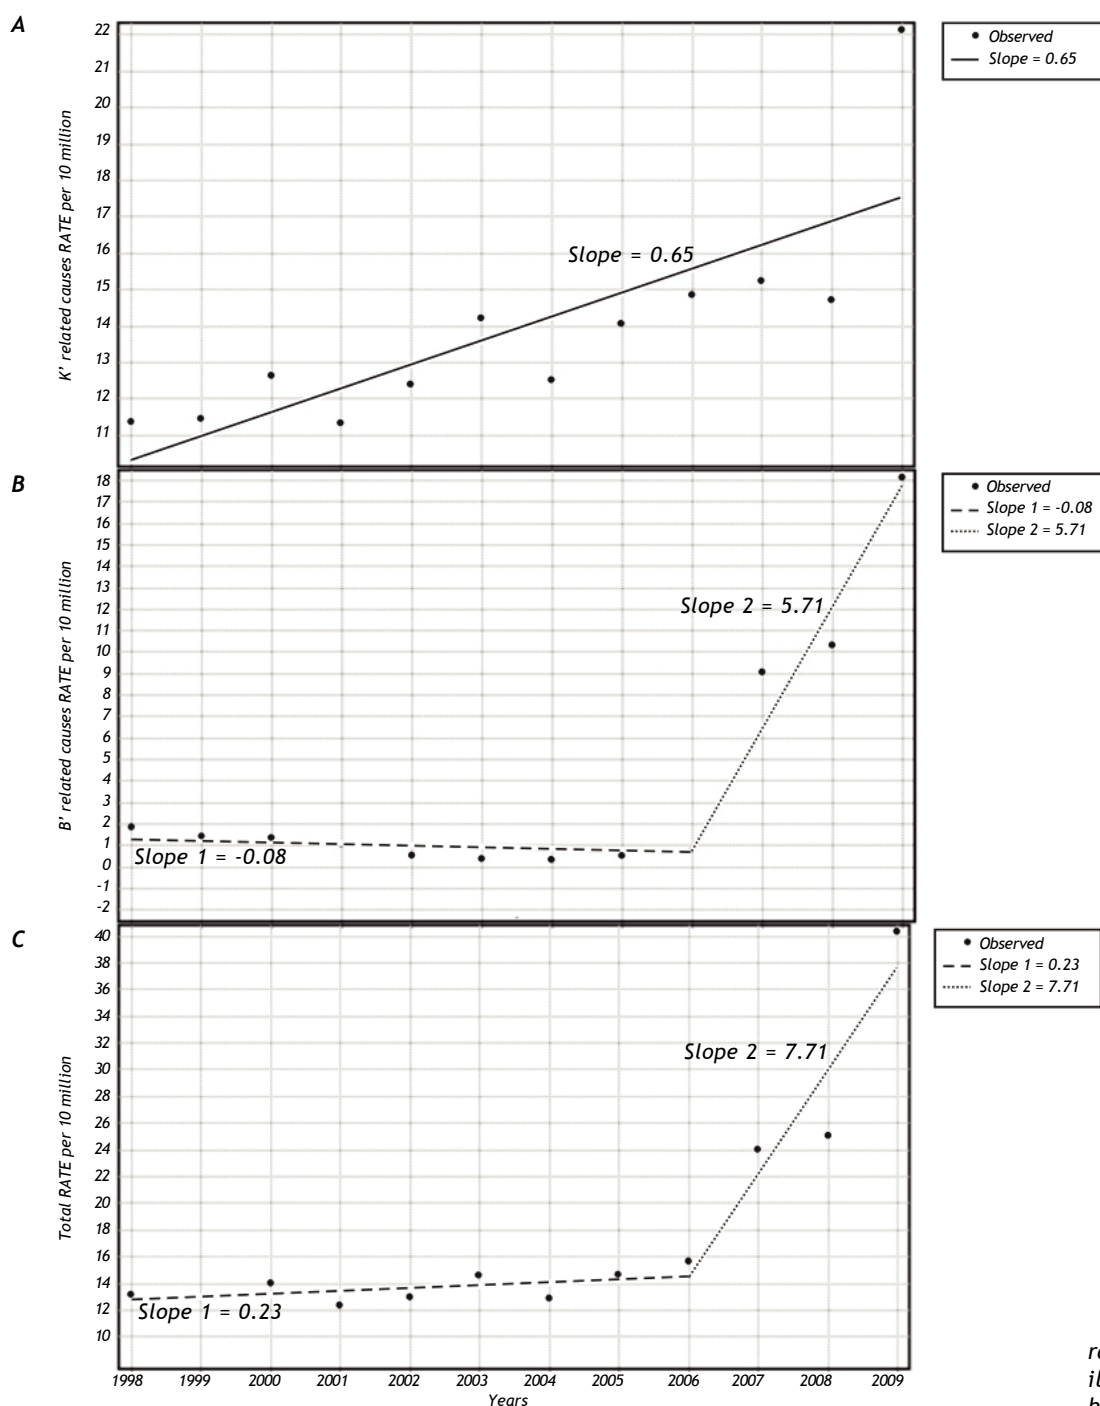 A
22
21
20
19
18
17
16
15
14
13
12
11
K' related causes RATE per 10 million
Slope = 0.65
Observed
Slope = 0.65
B
18
17
16
15
14
13
12
11
10
9
8
7
6
5
4
3
2
1
0
-1
-2
B' related causes RATE per 10 million
Slope 2 = 5.71
Slope 1 = -0.08
Observed
Slope 1 = -0.08
Slope 2 = 5.71
C
40
38
36
34
32
30
28
26
24
22
20
18
16
14
12
10
Total RATE per 10 million
Slope 2 = 7.71
Slope 1 = 0.23
Observed
Slope 1 = 0.23
Slope 2 = 7.71
1998 1999 2000 2001 2002 2003 2004 2005 2006 2007 2008 2009
Years